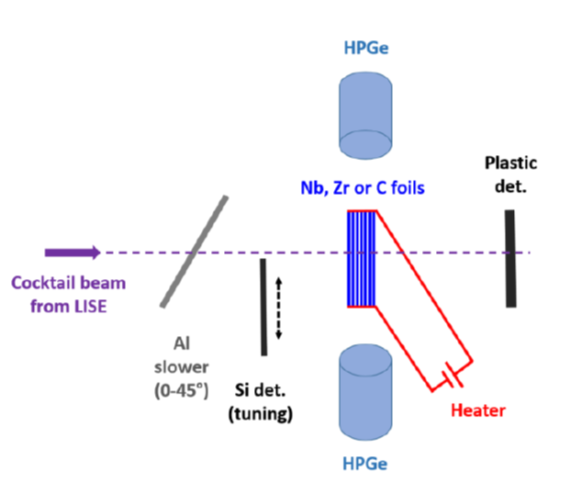 HPGe
Plastic
det.
Nb, Zr or C foils
Cocktail beam
from LISE
Al
slower
(0-45°)
Si det.
(tuning)
Heater
HPGe